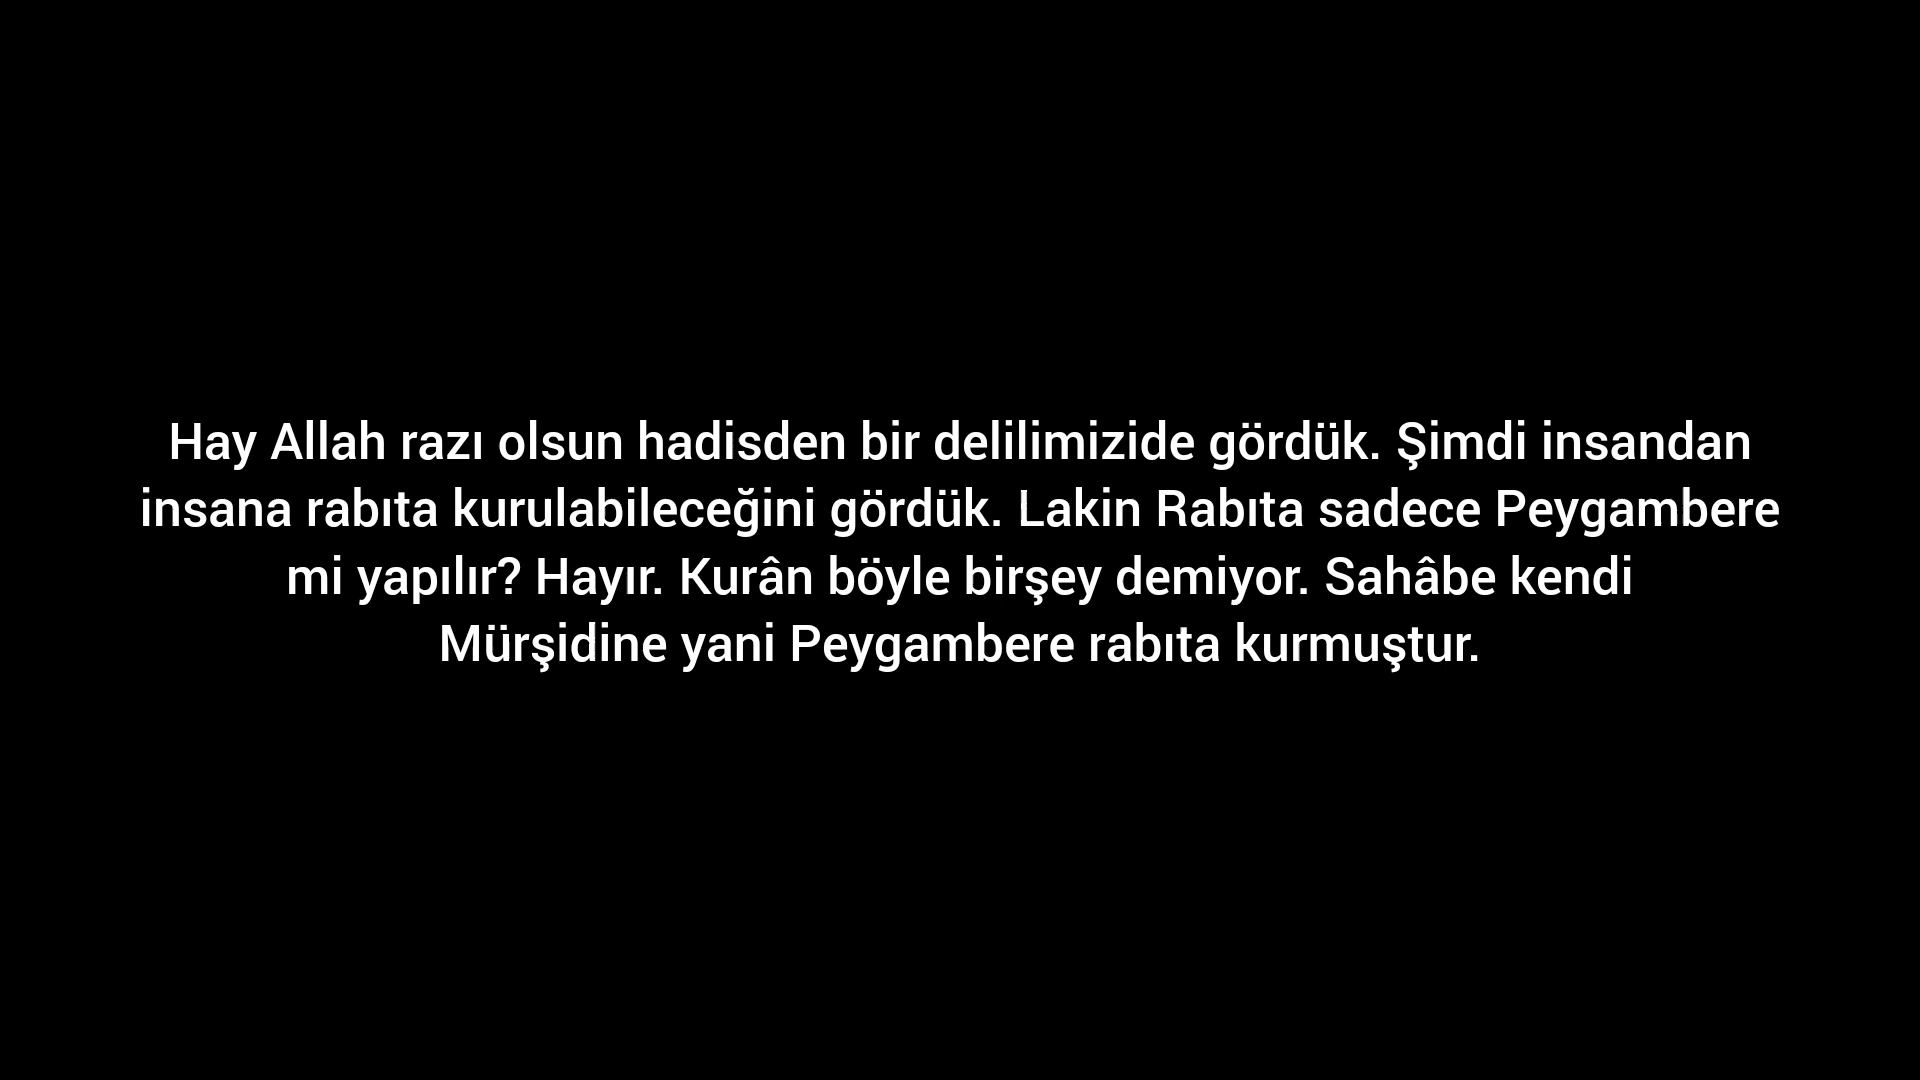 Hay Allah razı olsun hadisden bir delilimizide gördük. Şimdi insandan
insana rabıta kurulabileceğini gördük. Lakin Rabıta sadece Peygambere
mi yapılır? Hayır. Kurân böyle birşey demiyor. Sahâbe kendi
Mürşidine yani Peygambere rabıta kurmuştur.